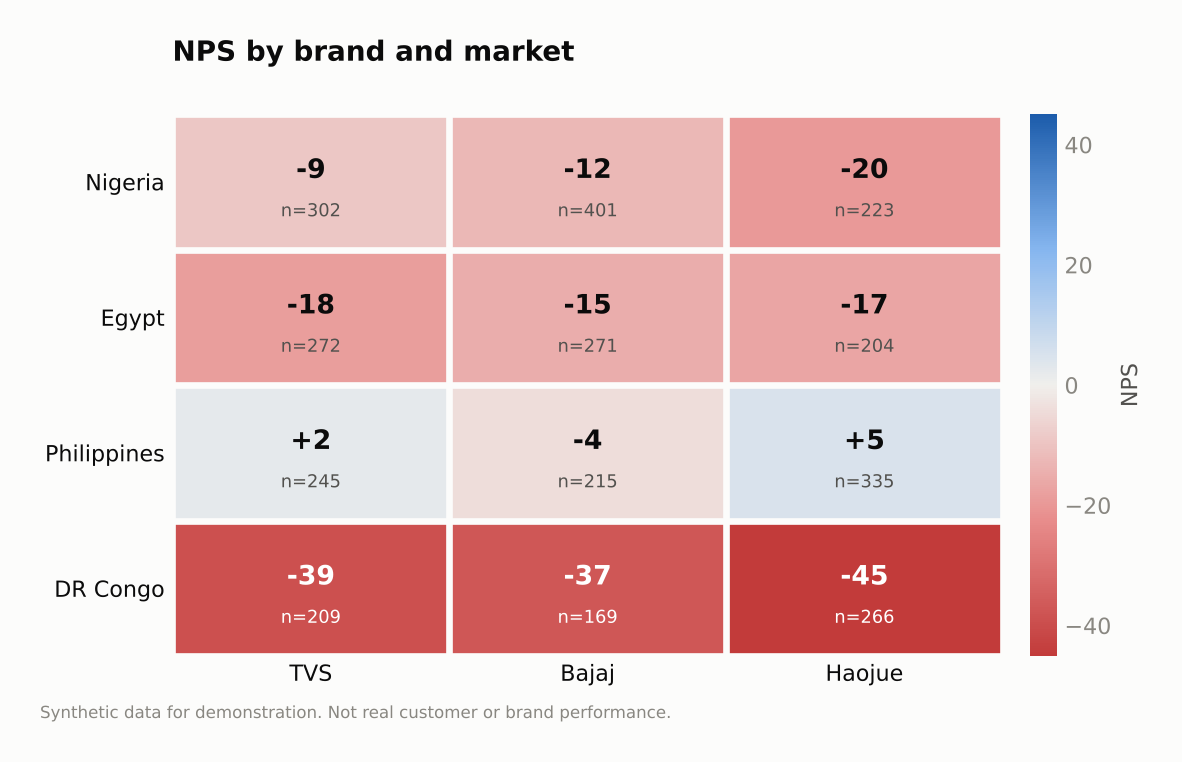 NPS by brand and market
Nigeria
-9
-12
-20
n=302
n=401
n=223
Egypt
-18
-15
-17
n=272
n=271
n=204
Philippines
+2
-4
+5
n=245
n=215
n=335
DR Congo
-39
-37
-45
n=209
n=169
n=266
TVS
Bajaj
Haojue
40
20
0
−20
−40
NPS
Synthetic data for demonstration. Not real customer or brand performance.